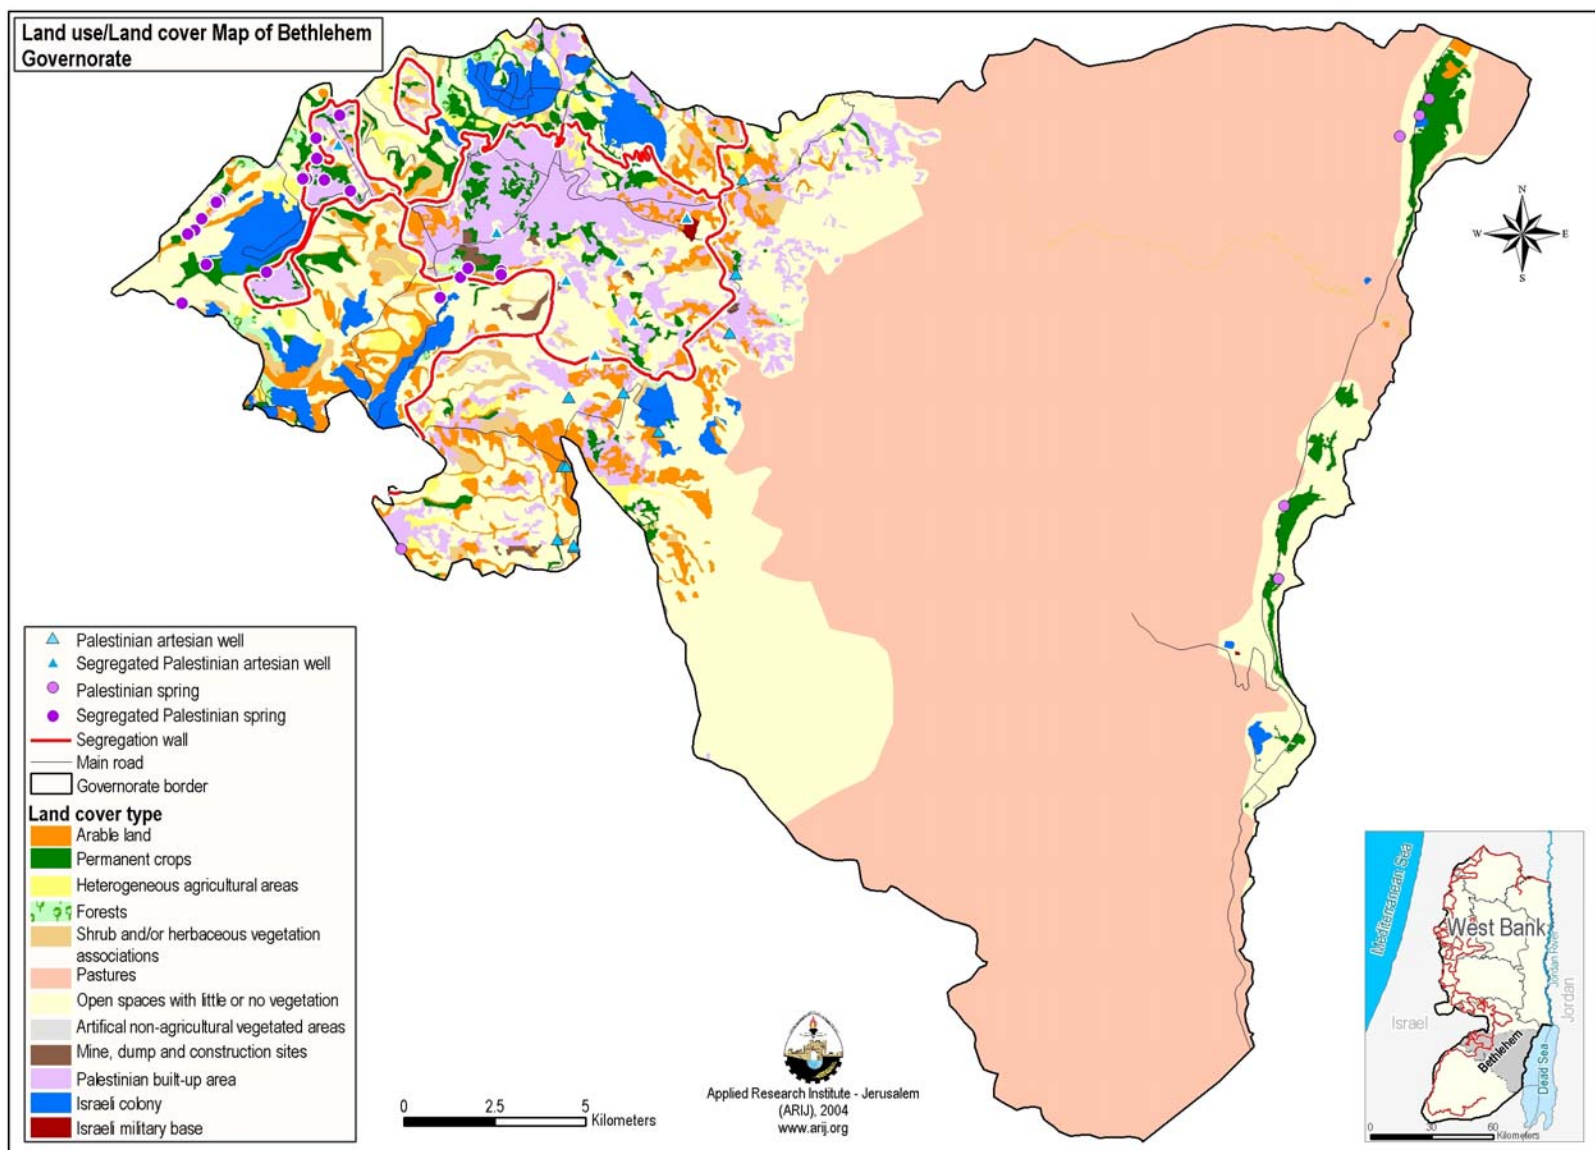 Land use/Land cover Map of Bethlehem
Governorate
N
W
E
S
Palestinian artesian well
Segregated Palestinian artesian well
Palestinian spring
Segregated Palestinian spring
Segregation wall
Main road
Governorate border
Land cover type
Arable land
Permanent crops
Heterogeneous agricultural areas
Forests
Shrub and/or herbaceous vegetation
associations
Pastures
Open spaces with little or no vegetation
Artifical non-agricultural vegetated areas
Mine, dump and construction sites
Palestinian built-up area
Israeli colony
Israeli military base
0 2.5 5
Kilometers
Applied Research Institute - Jerusalem
(ARIJ), 2004
www.arij.org
Mediterranean Sea
West Bank
Jordan River
Jordan
Israel
Bethlehem
Dead Sea
0 30 60
Kilometers